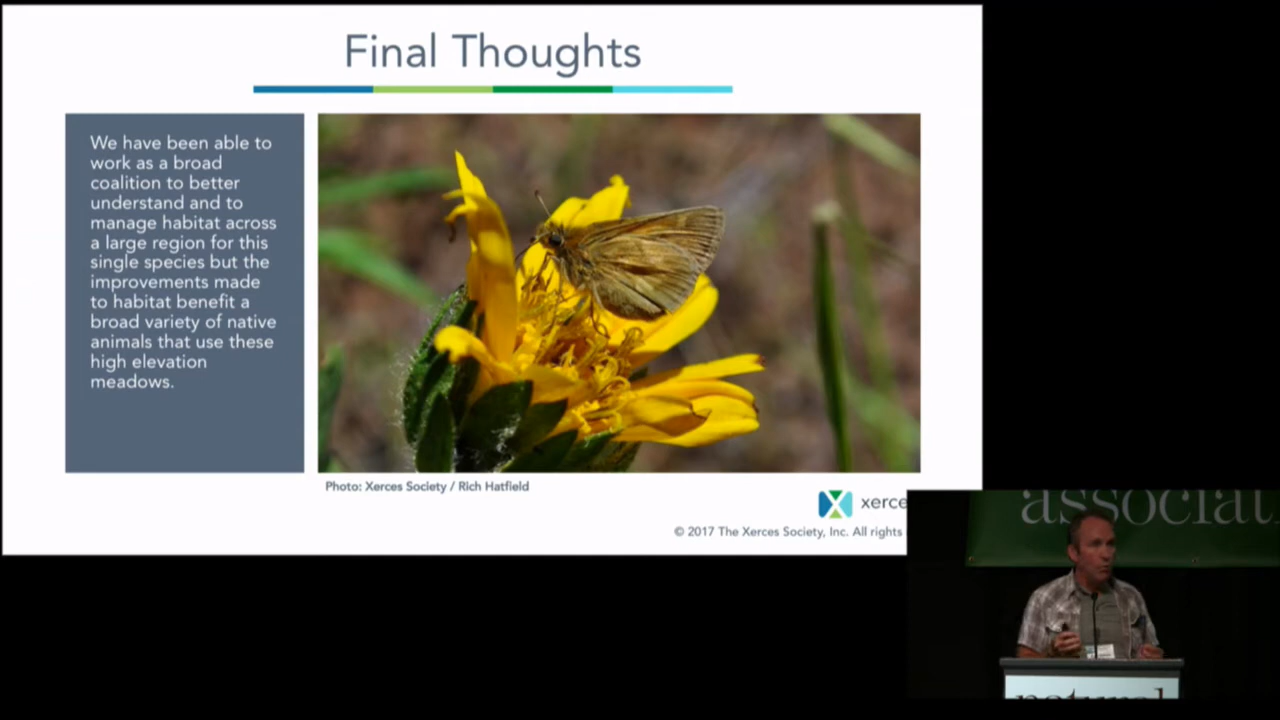 Final Thoughts
We have been able to
work as a broad
coalition to better
understand and to
manage habitat across
a large region for this
single species but the
improvements made
to habitat benefit a
broad variety of native
animals that use these
high elevation
meadows.
Photo: Xerces Society / Rich Hatfield
xerce
© 2017 The Xerces Society, Inc. All rights
associat
natural